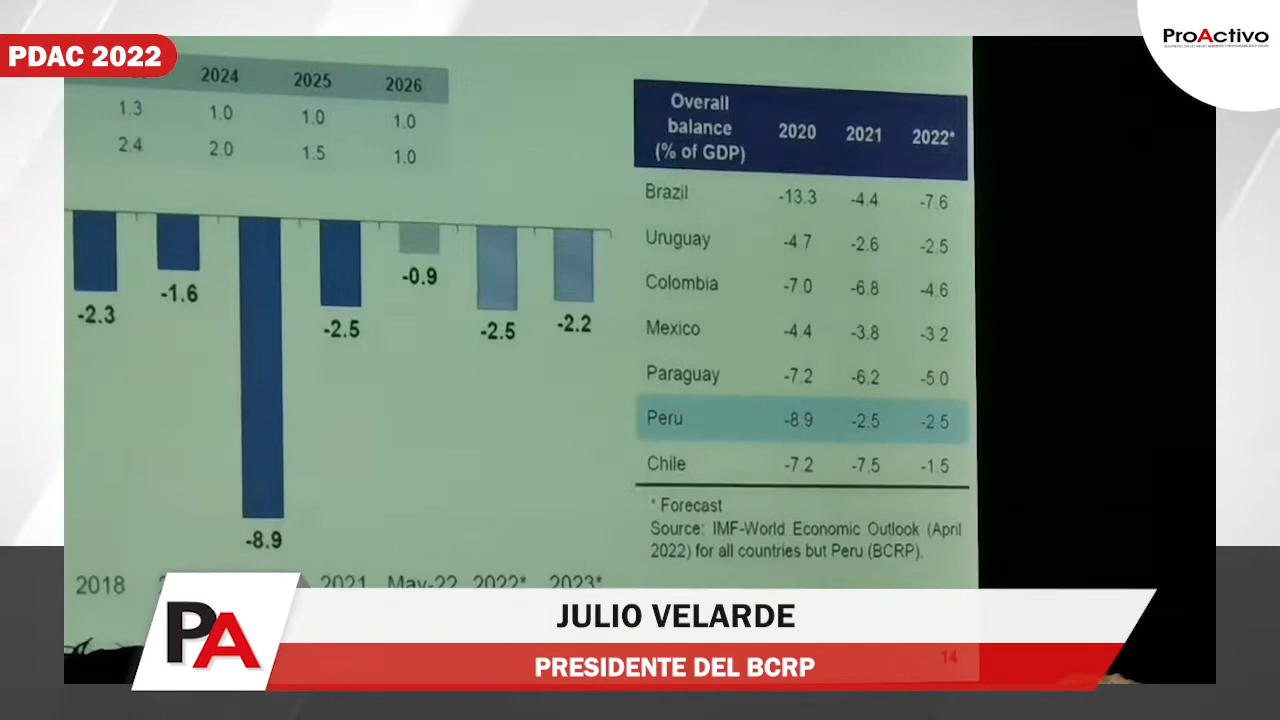 PDAC 2022
ProActivo
2024 2025 2026
1.3 1.0 1.0 1.0
2.4 2.0 1.5 1.0
-2.3 -1.6 -8.9 -2.5 -0.9 -2.5 -2.2
2018 2021 May-22 2022* 2023*
Overall balance (% of GDP) 2020 2021 2022*
Brazil -13.3 -4.4 -7.6
Uruguay -4.7 -2.6 -2.5
Colombia -7.0 -6.8 -4.6
Mexico -4.4 -3.8 -3.2
Paraguay -7.2 -6.2 -5.0
Peru -8.9 -2.5 -2.5
Chile -7.2 -7.5 -1.5
* Forecast
Source: IMF-World Economic Outlook (April
2022) for all countries but Peru (BCRP).
14
PA
JULIO VELARDE
PRESIDENTE DEL BCRP